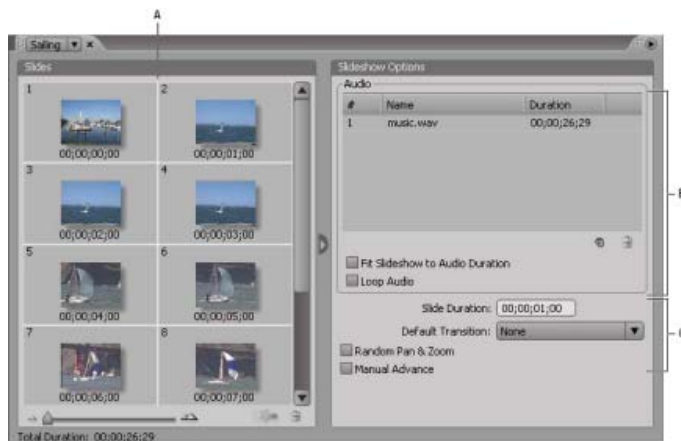 A
Sailing
Slides
1
2
00;00;00;00
00;00;01;00
3
4
00;00;02;00
00;00;03;00
5
6
00;00;04;00
00;00;05;00
7
8
00;00;06;00
00;00;07;00
Total Duration: 00;00;26;29
Slideshow Options
Audio
# Name Duration
1 music.wav 00;00;26;29
Fit Slideshow to Audio Duration
Loop Audio
B
Slide Duration: 00;00;01;00
Default Transition: None
Random Pan & Zoom
Manual Advance
C